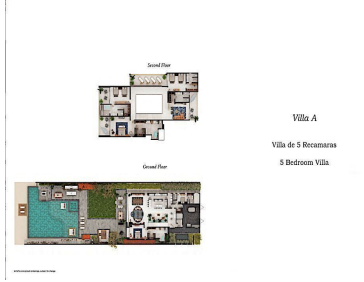 Second Floor
Villa A
Villa de 5 Recamaras
5 Bedroom Villa
Ground Floor